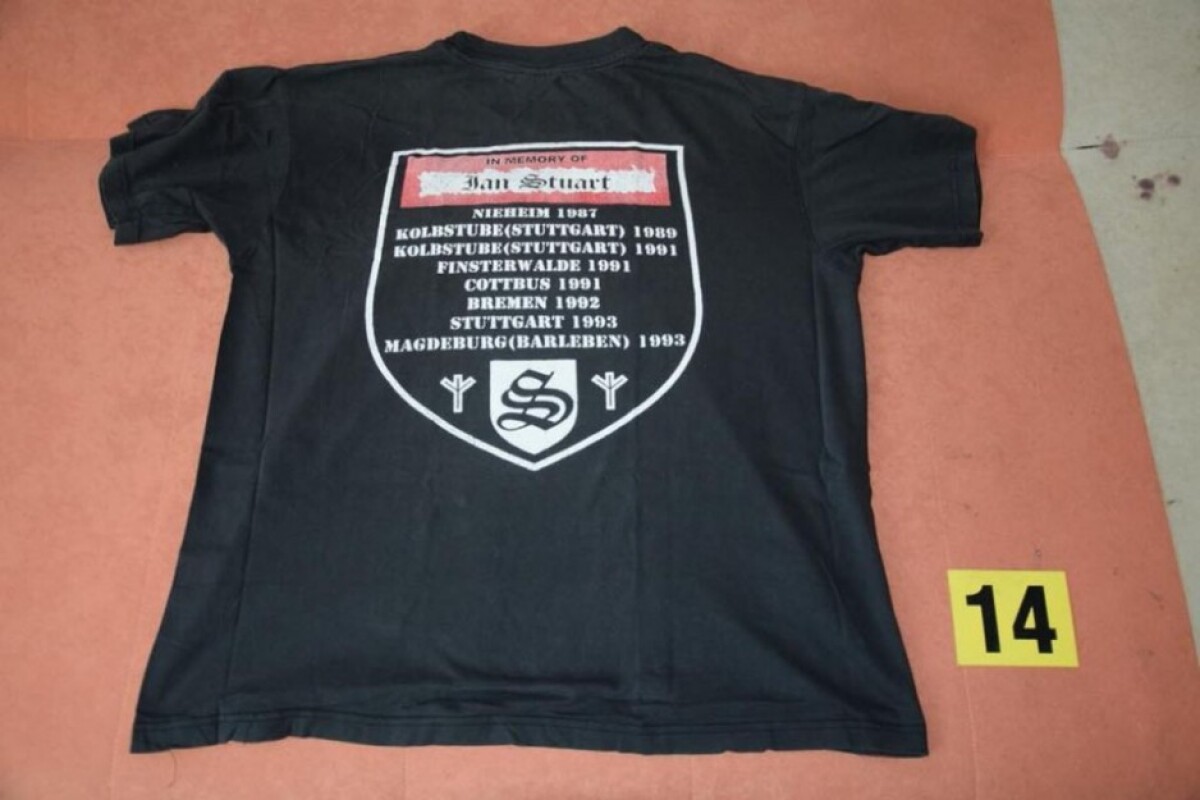 IN MEMORY OF
Ian Stuart
NIEHEIM 1987
KOLBSTUBE(STUTTGART) 1989
KOLBSTUBE(STUTTGART) 1991
FINSTERWALDE 1991
COTTBUS 1991
BREMEN 1992
STUTTGART 1993
MAGDEBURG(BARLEBEN) 1993
S
14